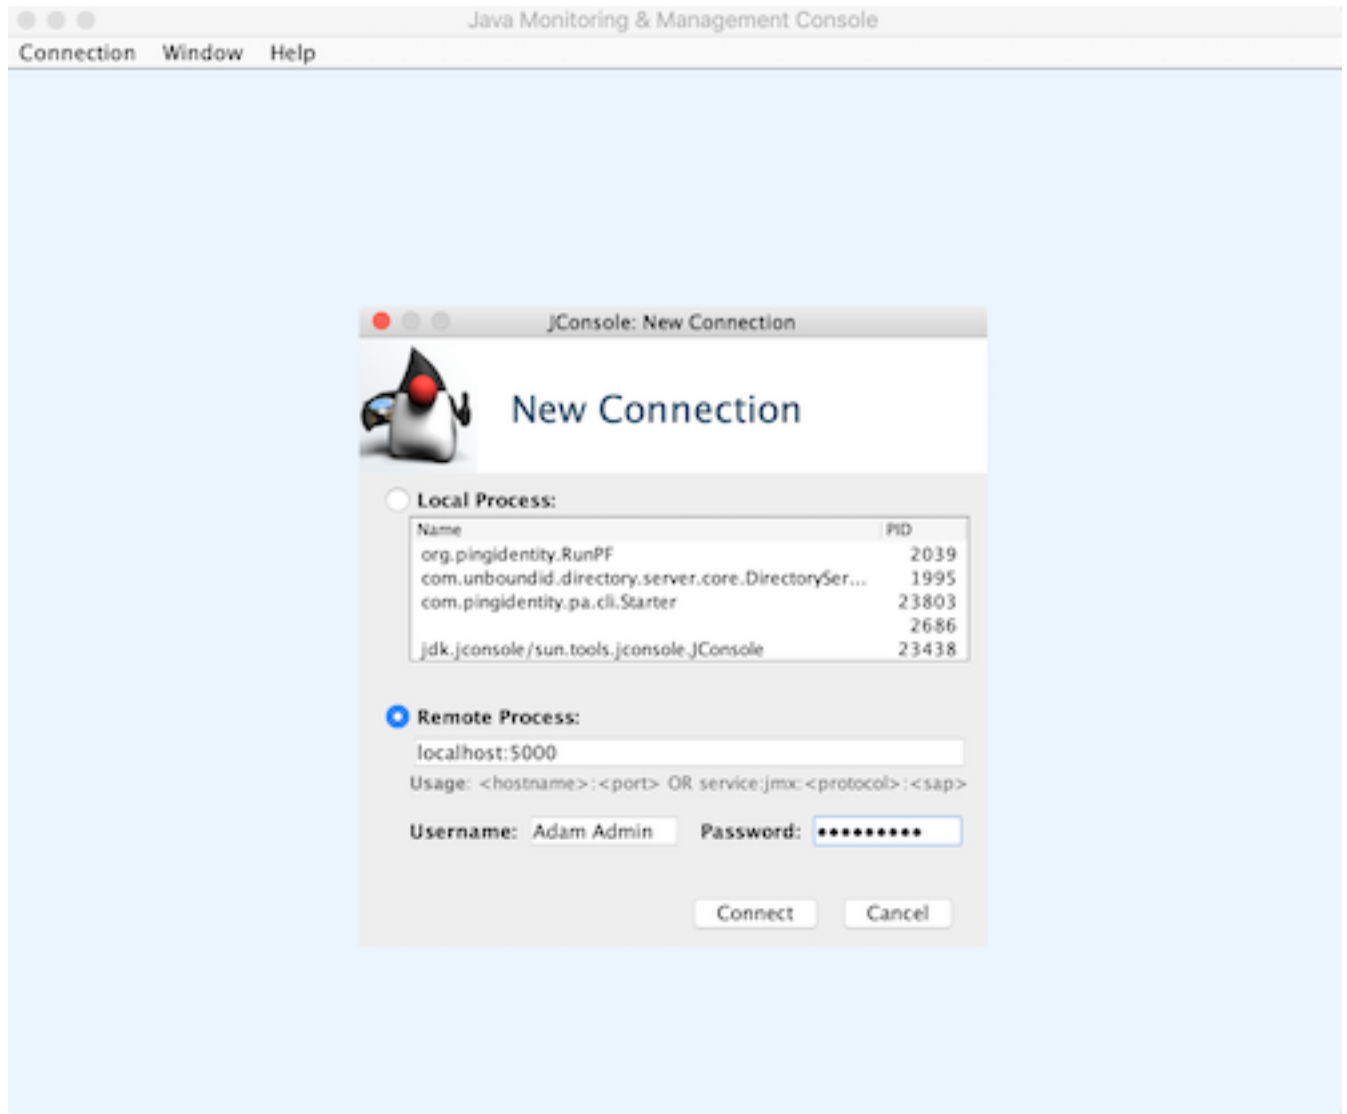 Java Monitoring & Management Console
Connection Window Help
JConsole: New Connection
New Connection
Local Process:
Name PID
org.pingidentity.RunPF 2039
com.unboundid.directory.server.core.DirectorySer... 1995
com.pingidentity.pa.cli.Starter 23803
2686
jdk.jconsole/sun.tools.jconsole.JConsole 23438
Remote Process:
localhost:5000
Usage: <hostname>:<port> OR service:jmx:<protocol>:<sap>
Username: Adam Admin Password: •••••••••
Connect Cancel